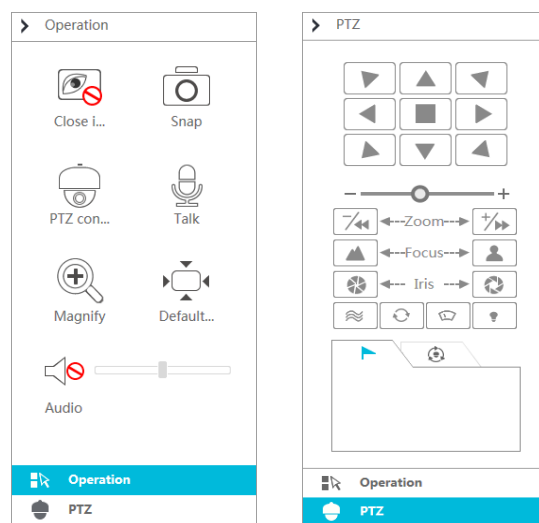 Operation
Close i...
Snap
PTZ con...
Talk
Magnify
Default...
Audio
Operation
PTZ
PTZ
– +
-/ Zoom +/
Focus
Iris
Operation
PTZ